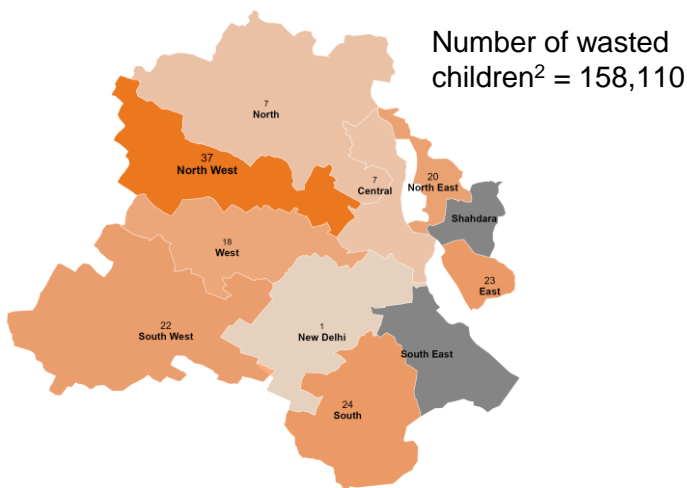 Number of wasted
children² = 158,110
7
North
37
North West
7
Central
20
North East
Shahdara
18
West
23
East
22
South West
1
New Delhi
South East
24
South